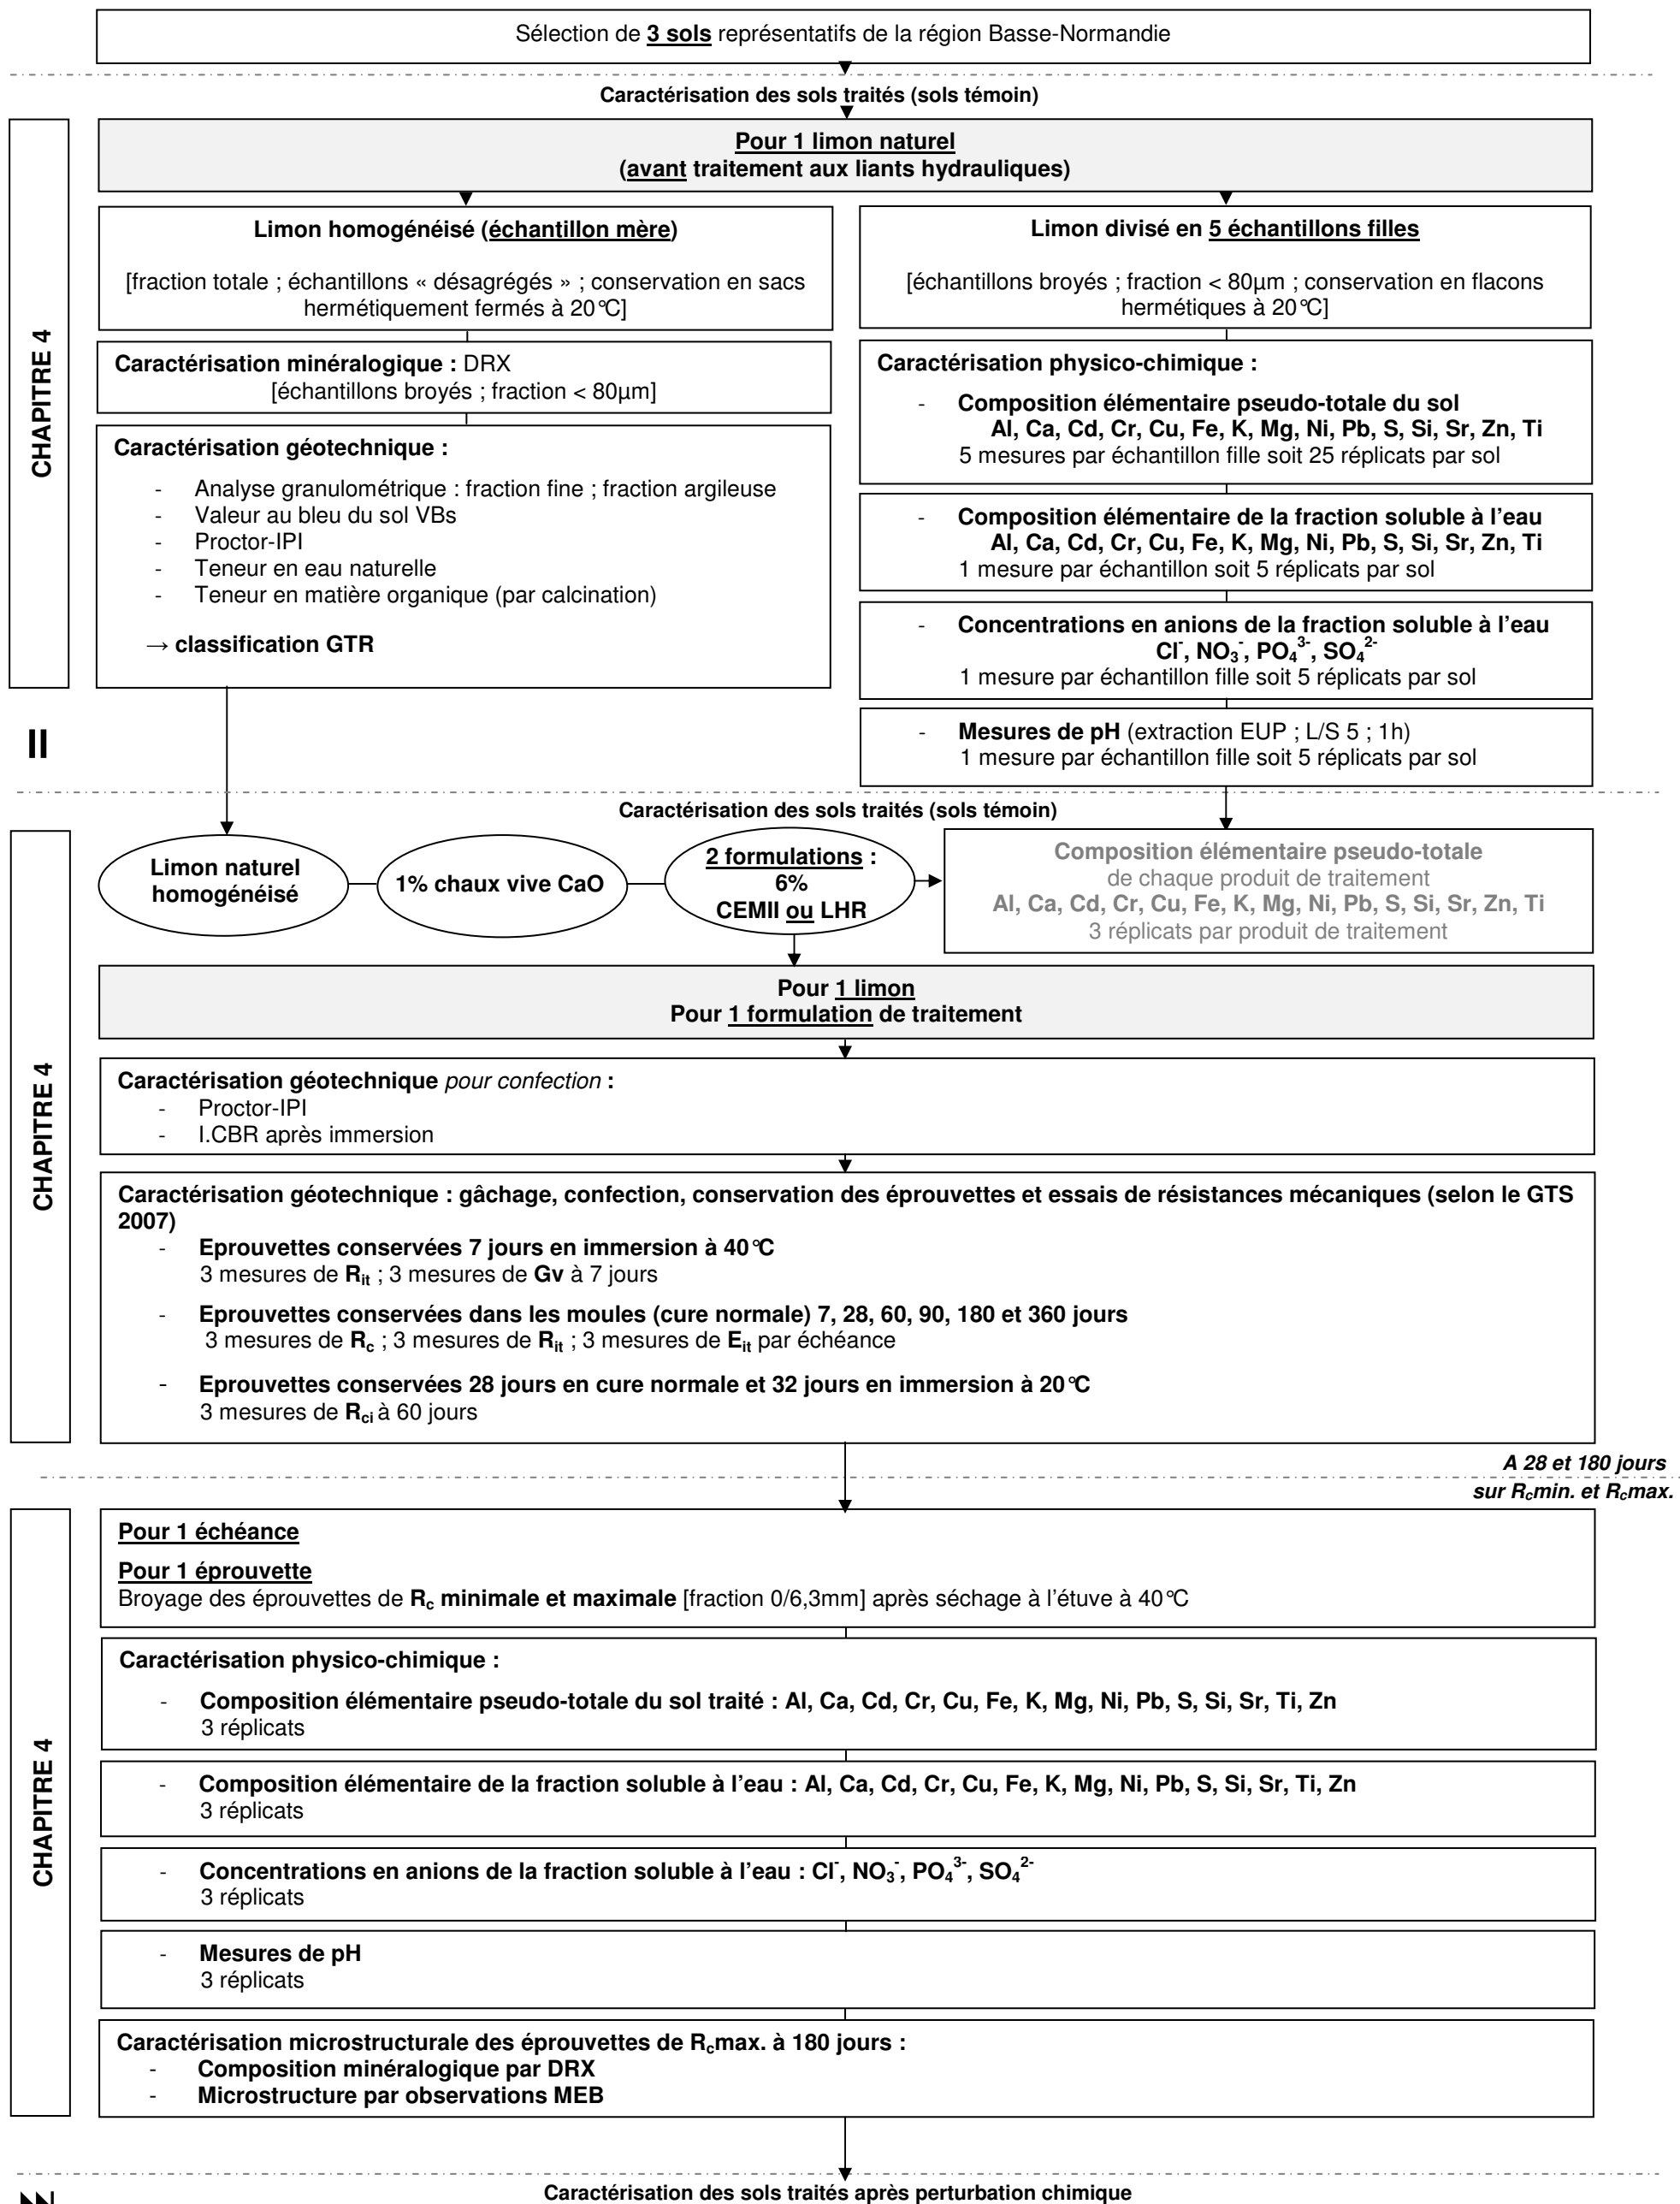 Sélection de 3 sols représentatifs de la région Basse-Normandie
Caractérisation des sols traités (sols témoin)
CHAPITRE 4
Pour 1 limon naturel
(avant traitement aux liants hydrauliques)
Limon homogénéisé (échantillon mère)
[fraction totale ; échantillons « désagrégés » ; conservation en sacs
hermétiquement fermés à 20°C]
Caractérisation minéralogique : DRX
[échantillons broyés ; fraction < 80µm]
Caractérisation géotechnique :
- Analyse granulométrique : fraction fine ; fraction argileuse
- Valeur au bleu du sol VBs
- Proctor-IPI
- Teneur en eau naturelle
- Teneur en matière organique (par calcination)
→ classification GTR
Limon divisé en 5 échantillons filles
[échantillons broyés ; fraction < 80µm ; conservation en flacons
hermétiques à 20°C]
Caractérisation physico-chimique :
- Composition élémentaire pseudo-totale du sol
Al, Ca, Cd, Cr, Cu, Fe, K, Mg, Ni, Pb, S, Si, Sr, Zn, Ti
5 mesures par échantillon fille soit 25 réplicats par sol
- Composition élémentaire de la fraction soluble à l'eau
Al, Ca, Cd, Cr, Cu, Fe, K, Mg, Ni, Pb, S, Si, Sr, Zn, Ti
1 mesure par échantillon soit 5 réplicats par sol
- Concentrations en anions de la fraction soluble à l'eau
Cl⁻, NO₃⁻, PO₄³⁻, SO₄²⁻
1 mesure par échantillon fille soit 5 réplicats par sol
- Mesures de pH (extraction EUP ; L/S 5 ; 1h)
1 mesure par échantillon fille soit 5 réplicats par sol
Caractérisation des sols traités (sols témoin)
CHAPITRE 4
Limon naturel
homogénéisé
1% chaux vive CaO
2 formulations :
6%
CEMII ou LHR
Composition élémentaire pseudo-totale
de chaque produit de traitement
Al, Ca, Cd, Cr, Cu, Fe, K, Mg, Ni, Pb, S, Si, Sr, Zn, Ti
3 réplicats par produit de traitement
Pour 1 limon
Pour 1 formulation de traitement
Caractérisation géotechnique pour confection :
- Proctor-IPI
- I.CBR après immersion
Caractérisation géotechnique : gâchage, confection, conservation des éprouvettes et essais de résistances mécaniques (selon le GTS
2007)
- Eprouvettes conservées 7 jours en immersion à 40°C
3 mesures de Rit ; 3 mesures de Gv à 7 jours
- Eprouvettes conservées dans les moules (cure normale) 7, 28, 60, 90, 180 et 360 jours
3 mesures de Rc ; 3 mesures de Rit ; 3 mesures de Eit par échéance
- Eprouvettes conservées 28 jours en cure normale et 32 jours en immersion à 20°C
3 mesures de Rci à 60 jours
A 28 et 180 jours
sur Rcmin. et Rcmax.
CHAPITRE 4
Pour 1 échéance
Pour 1 éprouvette
Broyage des éprouvettes de Rc minimale et maximale [fraction 0/6,3mm] après séchage à l'étuve à 40°C
Caractérisation physico-chimique :
- Composition élémentaire pseudo-totale du sol traité : Al, Ca, Cd, Cr, Cu, Fe, K, Mg, Ni, Pb, S, Si, Sr, Ti, Zn
3 réplicats
- Composition élémentaire de la fraction soluble à l'eau : Al, Ca, Cd, Cr, Cu, Fe, K, Mg, Ni, Pb, S, Si, Sr, Ti, Zn
3 réplicats
- Concentrations en anions de la fraction soluble à l'eau : Cl⁻, NO₃⁻, PO₄³⁻, SO₄²⁻
3 réplicats
- Mesures de pH
3 réplicats
Caractérisation microstructurale des éprouvettes de Rcmax. à 180 jours :
- Composition minéralogique par DRX
- Microstructure par observations MEB
Caractérisation des sols traités après perturbation chimique